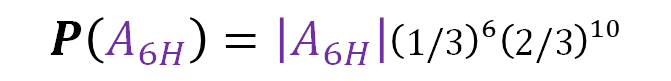 P(A₆H) = |A₆H|(1/3)⁶(2/3)¹⁰